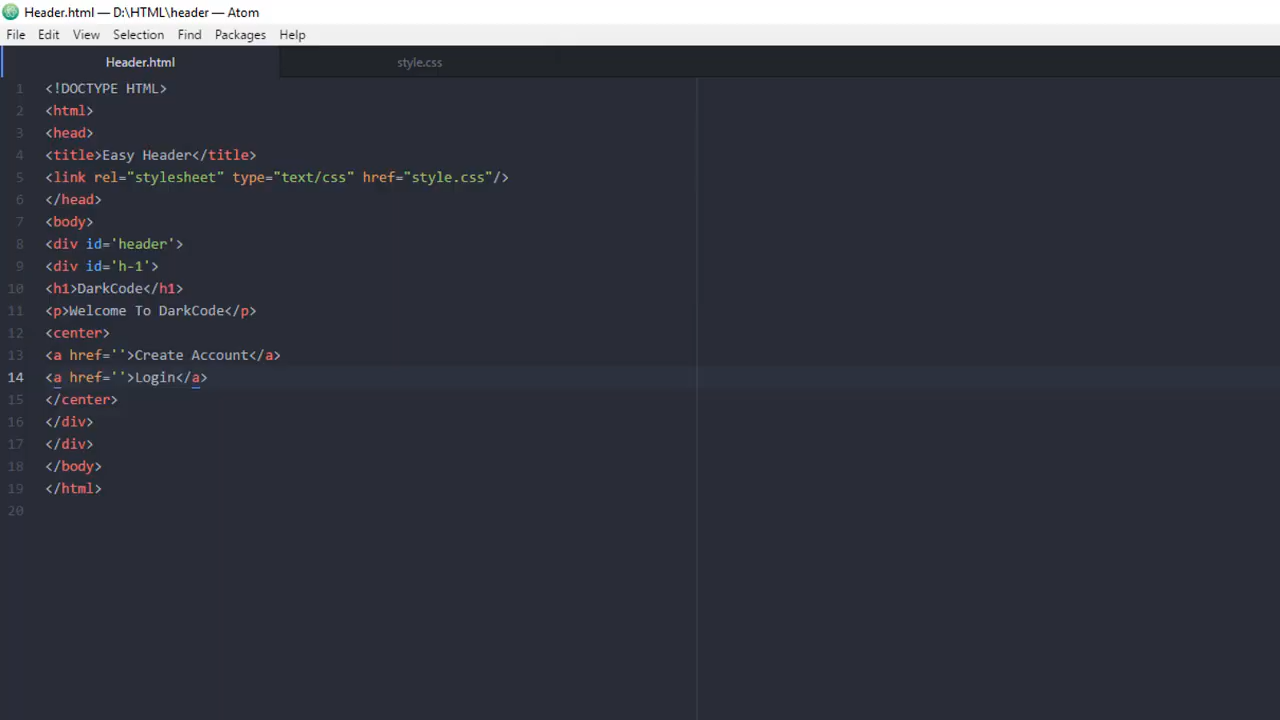 Header.html — D:\HTML\header — Atom
File Edit View Selection Find Packages Help
Header.html style.css
1 <!DOCTYPE HTML>
2 <html>
3 <head>
4 <title>Easy Header</title>
5 <link rel="stylesheet" type="text/css" href="style.css"/>
6 </head>
7 <body>
8 <div id='header'>
9 <div id='h-1'>
10 <h1>DarkCode</h1>
11 <p>Welcome To DarkCode</p>
12 <center>
13 <a href=''>Create Account</a>
14 <a href=''>Login</a>
15 </center>
16 </div>
17 </div>
18 </body>
19 </html>
20